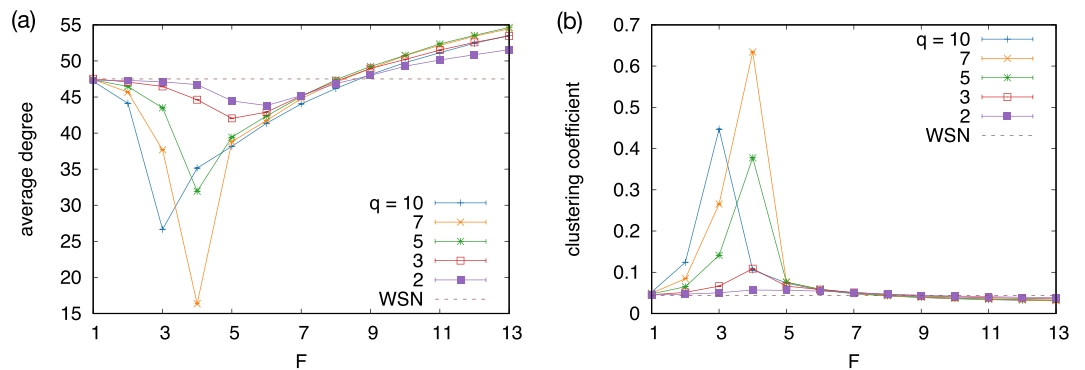 (a)
55
50
45
40
35
30
25
20
15
average degree
q = 10
7
5
3
2
WSN
1 3 5 7 9 11 13
F
(b)
0.7
0.6
0.5
0.4
0.3
0.2
0.1
0
clustering coefficient
q = 10
7
5
3
2
WSN
1 3 5 7 9 11 13
F